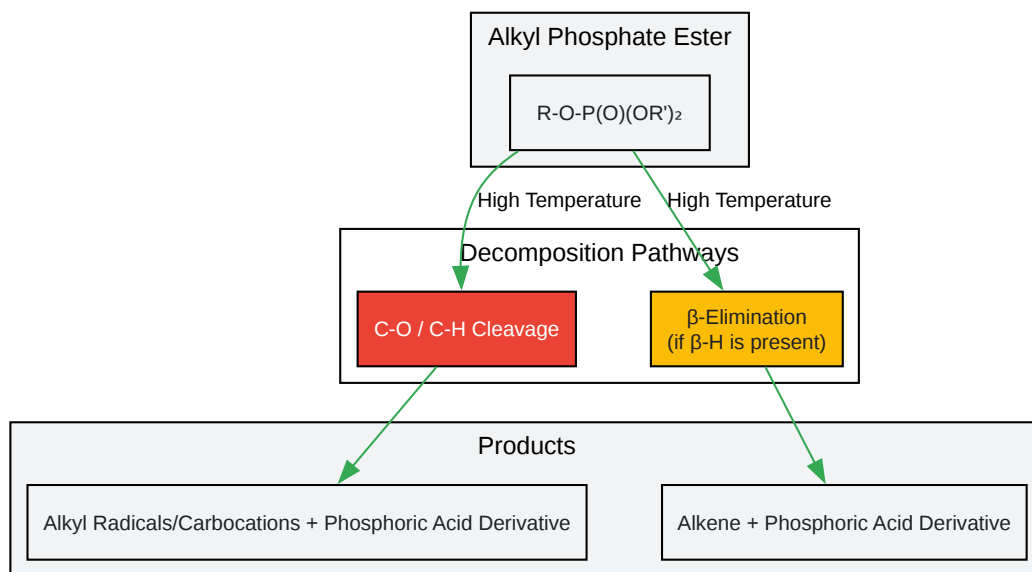 Alkyl Phosphate Ester
R-O-P(O)(OR')₂
High Temperature
High Temperature
Decomposition Pathways
C-O / C-H Cleavage
β-Elimination
(if β-H is present)
Products
Alkyl Radicals/Carbocations + Phosphoric Acid Derivative
Alkene + Phosphoric Acid Derivative